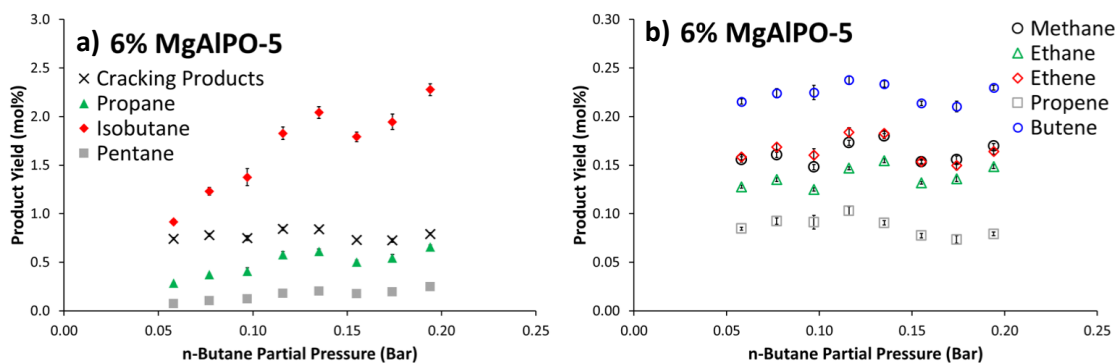 a) 6% MgAlPO-5
Cracking Products
Propane
Isobutane
Pentane
Product Yield (mol%)
3.0
2.5
2.0
1.5
1.0
0.5
0.0
0.00 0.05 0.10 0.15 0.20 0.25
n-Butane Partial Pressure (Bar)
b) 6% MgAlPO-5
Methane
Ethane
Ethene
Propene
Butene
Product Yield (mol%)
0.30
0.25
0.20
0.15
0.10
0.05
0.00
0.00 0.05 0.10 0.15 0.20 0.25
n-Butane Partial Pressure (Bar)